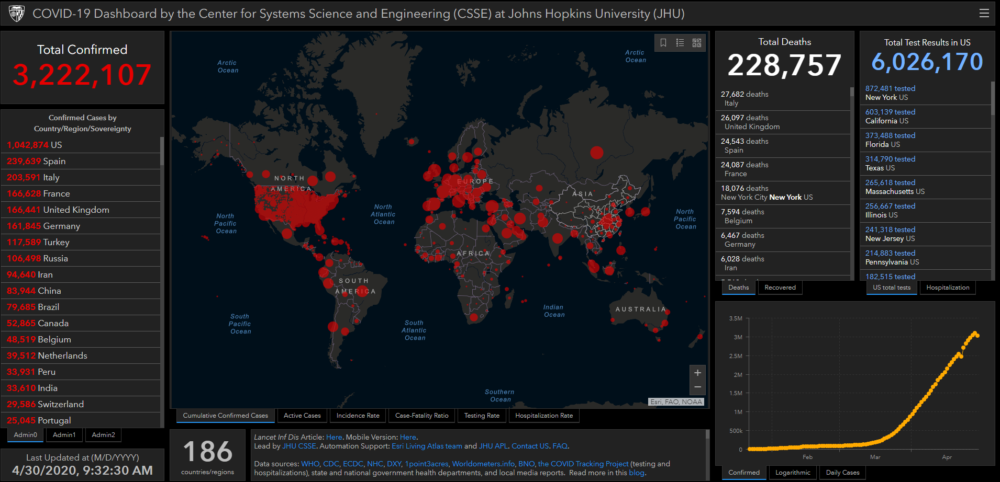 COVID-19 Dashboard by the Center for Systems Science and Engineering (CSSE) at Johns Hopkins University (JHU)
Total Confirmed
3,222,107
Confirmed Cases by
Country/Region/Sovereignty
1,042,874 US
239,639 Spain
203,591 Italy
166,628 France
166,441 United Kingdom
161,845 Germany
117,589 Turkey
106,498 Russia
94,640 Iran
83,944 China
79,685 Brazil
52,865 Canada
48,519 Belgium
39,512 Netherlands
33,931 Peru
33,610 India
29,586 Switzerland
25,045 Portugal
Admin0
Admin1
Admin2
Last Updated at (M/D/YYYY)
4/30/2020, 9:32:30 AM
Arctic
Ocean
Arctic
Ocean
NORTH
AMERICA
EUROPE
ASIA
North
Pacific
Ocean
North
Atlantic
Ocean
North
Pacific
Ocean
AFRICA
SOUTH
AMERICA
Indian
Ocean
AUSTRALIA
South
Pacific
Ocean
South
Atlantic
Ocean
Southern
Ocean
+
−
Esri, FAO, NOAA
Cumulative Confirmed Cases
Active Cases
Incidence Rate
Case-Fatality Ratio
Testing Rate
Hospitalization Rate
186
countries/regions
Lancet Inf Dis Article: Here. Mobile Version: Here.
Lead by JHU CSSE. Automation Support: Esri Living Atlas team and JHU APL. Contact US. FAQ.
Data sources: WHO, CDC, ECDC, NHC, DXY, 1point3acres, Worldometers.info, BNO, the COVID Tracking Project (testing and
hospitalizations), state and national government health departments, and local media reports. Read more in this blog.
Total Deaths
228,757
27,682 deaths
Italy
26,097 deaths
United Kingdom
24,543 deaths
Spain
24,087 deaths
France
18,076 deaths
New York City New York US
7,594 deaths
Belgium
6,467 deaths
Germany
6,028 deaths
Iran
Deaths
Recovered
Total Test Results in US
6,026,170
872,481 tested
New York US
603,139 tested
California US
373,488 tested
Florida US
314,790 tested
Texas US
265,618 tested
Massachusetts US
256,667 tested
Illinois US
241,318 tested
New Jersey US
214,883 tested
Pennsylvania US
182,515 tested
US total tests
Hospitalization
3.5M
3M
2.5M
2M
1.5M
1M
500k
0
Feb
Mar
Apr
Confirmed
Logarithmic
Daily Cases